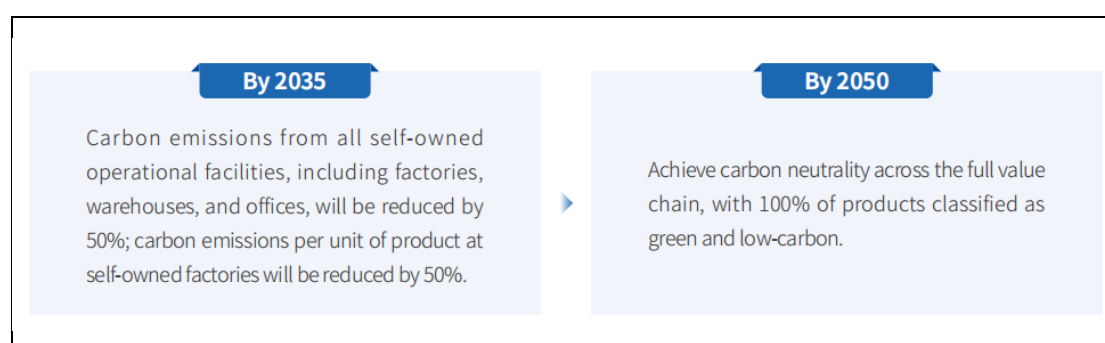 By 2035
Carbon emissions from all self-owned
operational facilities, including factories,
warehouses, and offices, will be reduced by
50%; carbon emissions per unit of product at
self-owned factories will be reduced by 50%.
By 2050
Achieve carbon neutrality across the full value
chain, with 100% of products classified as
green and low-carbon.